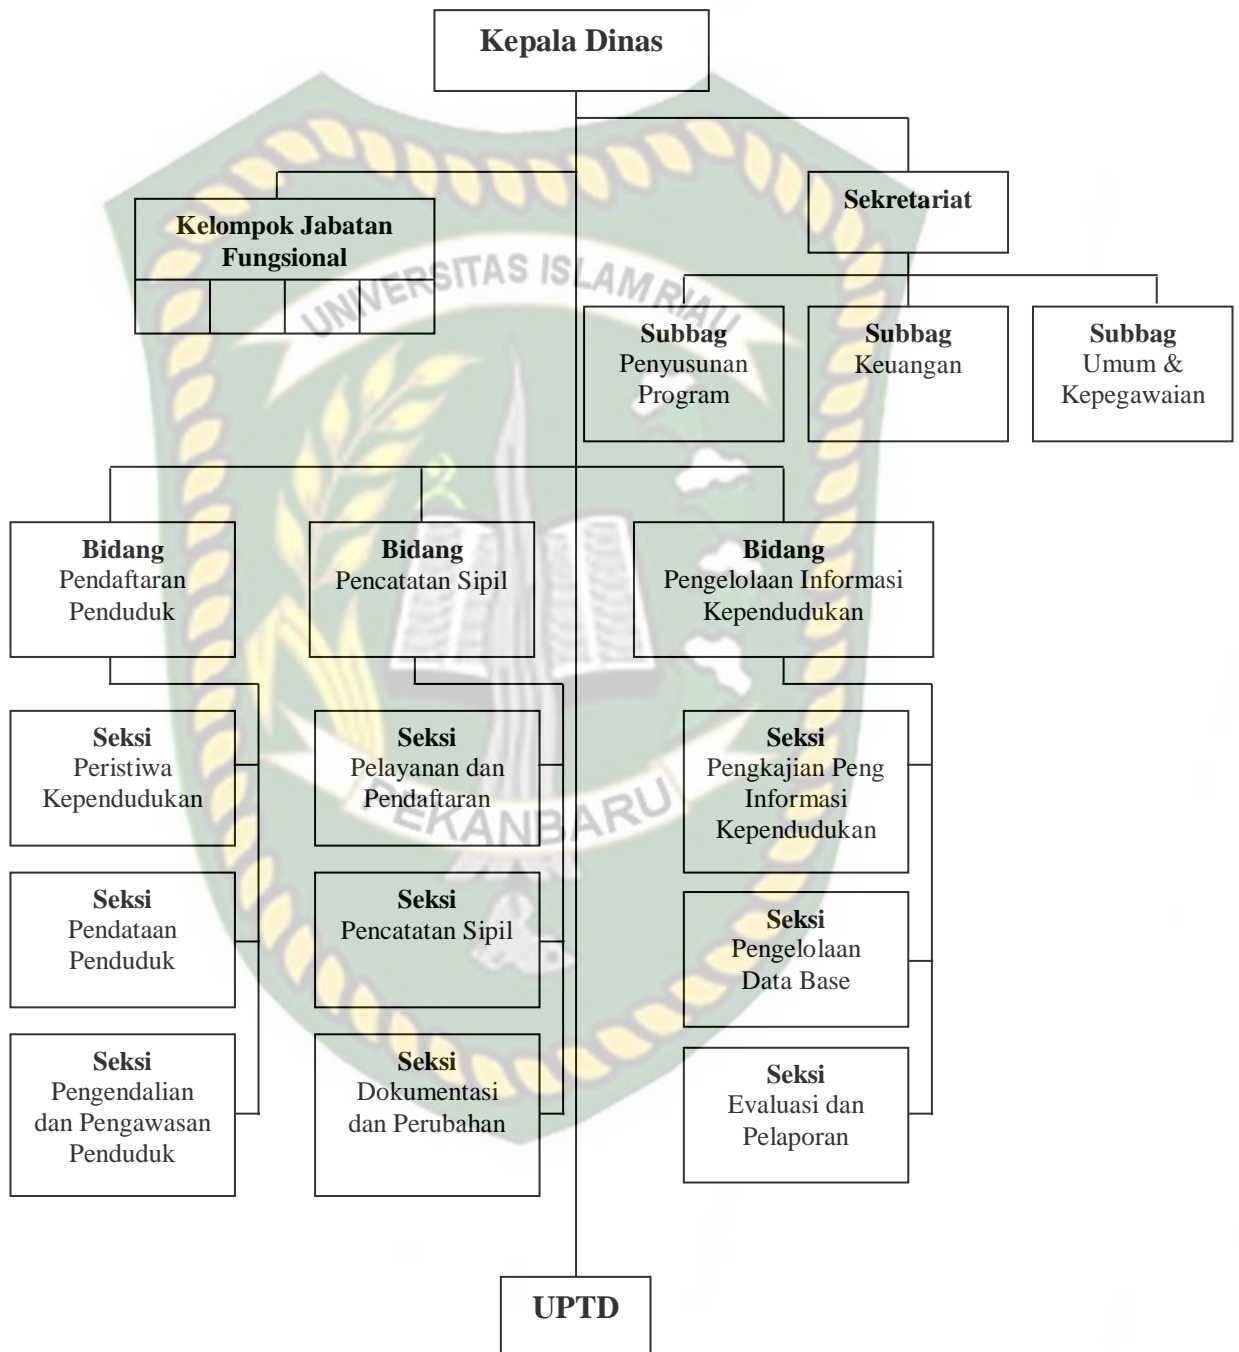 Kepala Dinas
Sekretariat
Kelompok Jabatan
Fungsional
UNIVERSITAS ISLAM RIAU
Subbag
Penyusunan
Program
Subbag
Keuangan
Subbag
Umum &
Kepegawaian
Bidang
Pendaftaran
Penduduk
Bidang
Pencatatan Sipil
Bidang
Pengelolaan Informasi
Kependudukan
Seksi
Peristiwa
Kependudukan
Seksi
Pelayanan dan
Pendaftaran
Seksi
Pengkajian Peng
Informasi
Kependudukan
PEKANBARU
Seksi
Pendataan
Penduduk
Seksi
Pencatatan Sipil
Seksi
Pengelolaan
Data Base
Seksi
Pengendalian
dan Pengawasan
Penduduk
Seksi
Dokumentasi
dan Perubahan
Seksi
Evaluasi dan
Pelaporan
UPTD